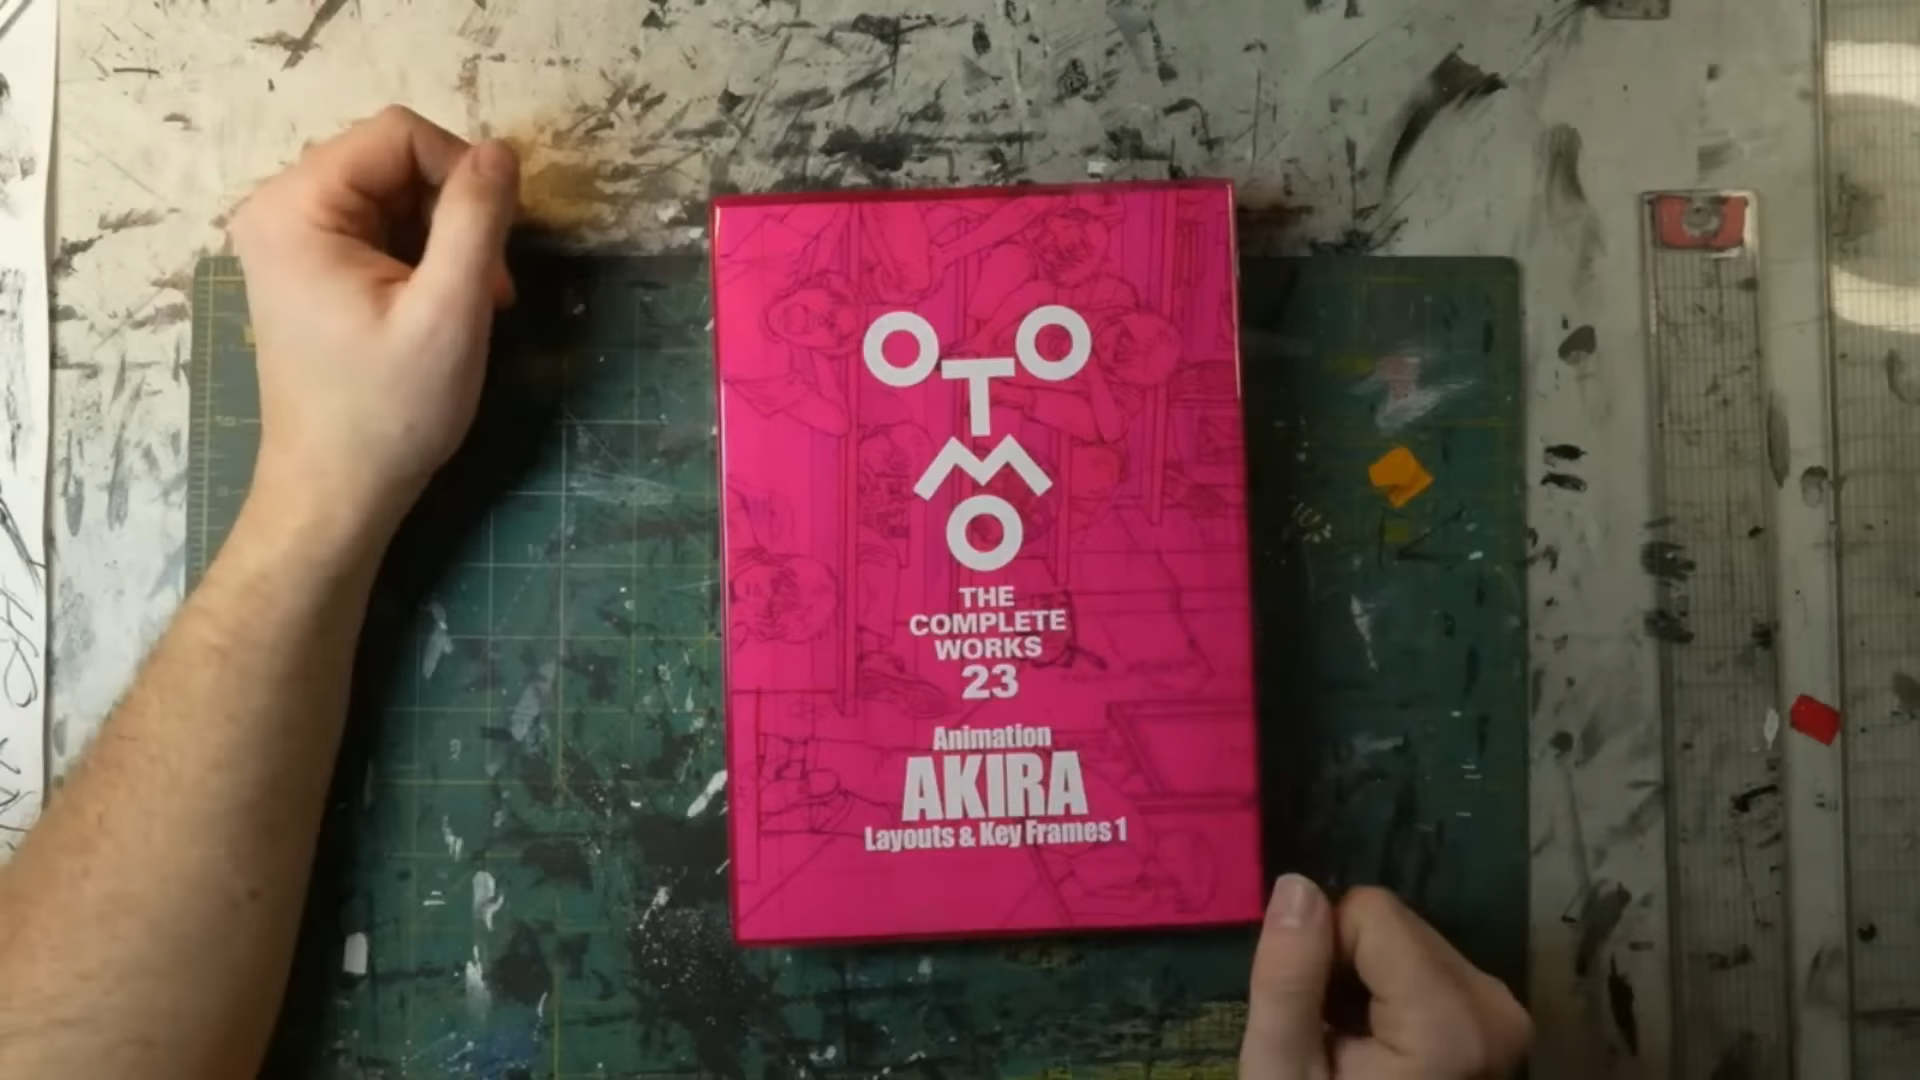 OTOMO
THE
COMPLETE
WORKS
23
Animation
AKIRA
Layouts & Key Frames 1